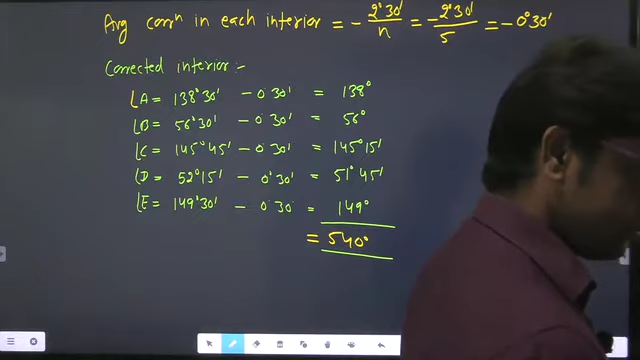 Avg corrⁿ in each interior = - 2°30' / n = -2°30' / 5 = -0°30'
Corrected interior :-
∠A = 138°30' - 0°30' = 138°
∠B = 56°30' - 0°30' = 56°
∠C = 145°45' - 0°30' = 145°15'
∠D = 52°15' - 0°30' = 51°45'
∠E = 149°30' - 0°30 = 149°
= 540°